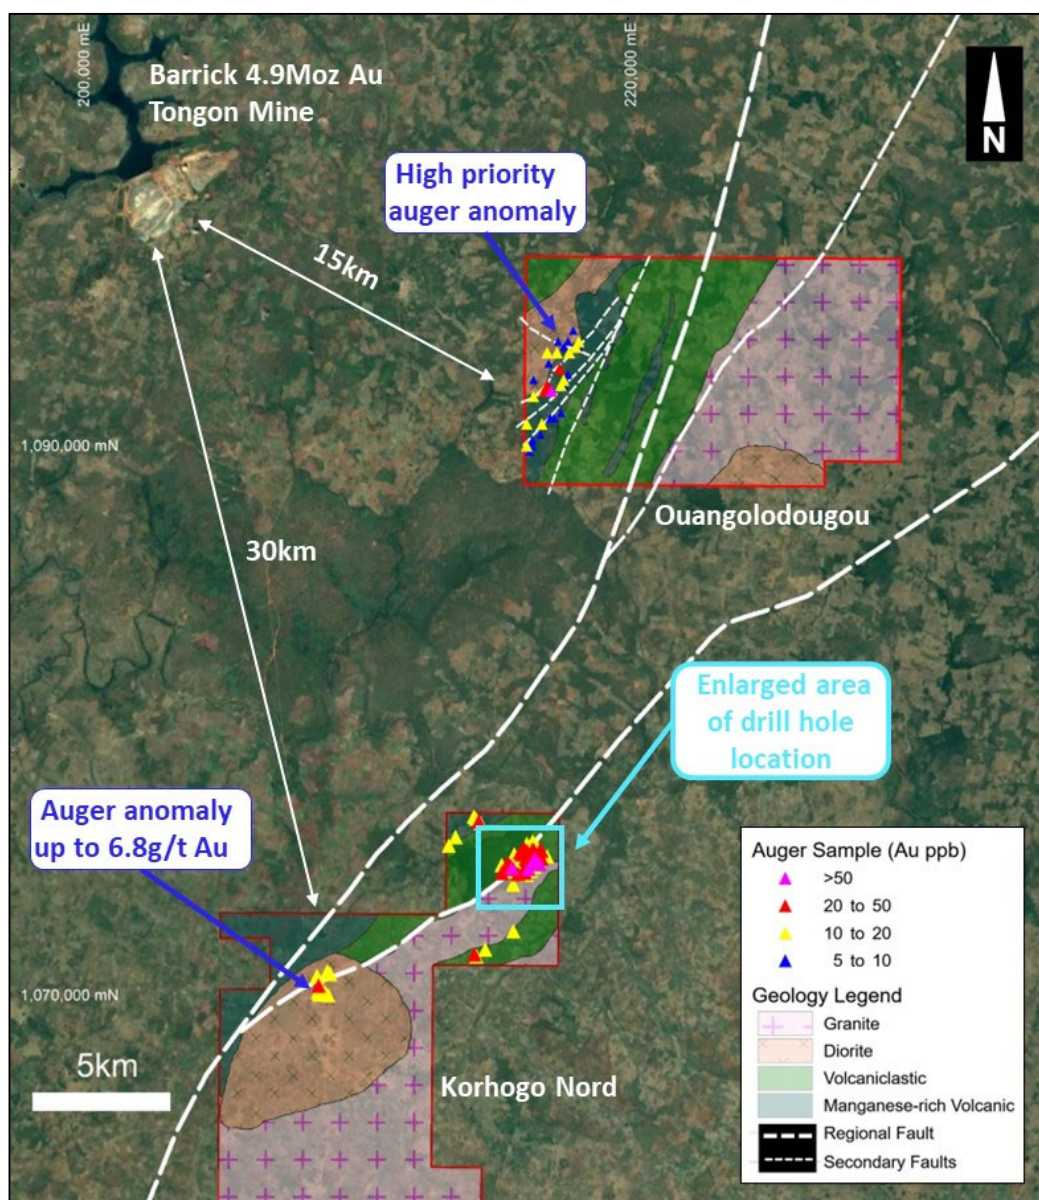 200,000 mE
220,000 mE
Barrick 4.9Moz Au
Tongon Mine
N
High priority
auger anomaly
15km
1,090,000 mN
Ouangolodougou
30km
Enlarged area
of drill hole
location
Auger anomaly
up to 6.8g/t Au
1,070,000 mN
5km
Korhogo Nord
Auger Sample (Au ppb)
>50
20 to 50
10 to 20
5 to 10
Geology Legend
Granite
Diorite
Volcaniclastic
Manganese-rich Volcanic
Regional Fault
Secondary Faults